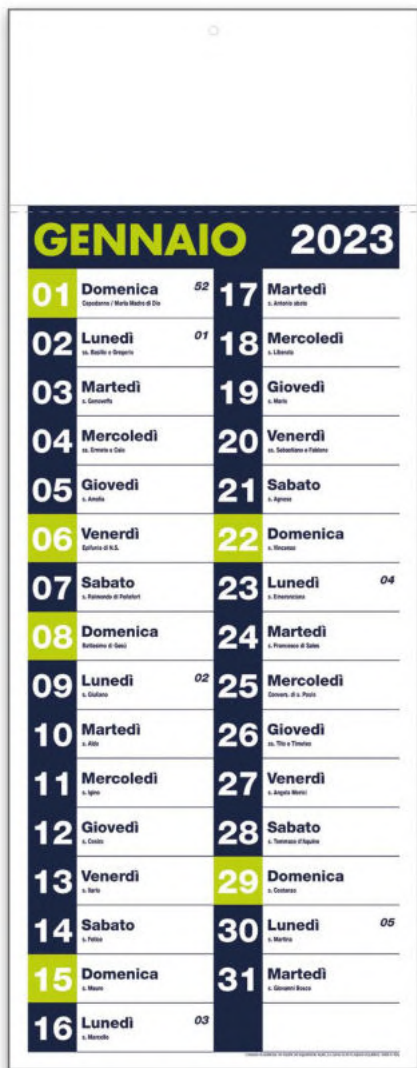 GENNAIO 2023
01 Domenica 52
Capodanno / Maria Madre di Dio
02 Lunedì 01
ss. Basilio e Gregorio
03 Martedì
s. Genoveffa
04 Mercoledì
ss. Ermete e Caio
05 Giovedì
s. Amelia
06 Venerdì
Epifania di N.S.
07 Sabato
s. Raimondo di Peñafort
08 Domenica
Battesimo di Gesù
09 Lunedì 02
s. Giuliano
10 Martedì
s. Aldo
11 Mercoledì
s. Igino
12 Giovedì
s. Cesira
13 Venerdì
s. Ilario
14 Sabato
s. Felice
15 Domenica
s. Mauro
16 Lunedì 03
s. Marcello
17 Martedì
s. Antonio abate
18 Mercoledì
s. Liberata
19 Giovedì
s. Mario
20 Venerdì
ss. Sebastiano e Fabiano
21 Sabato
s. Agnese
22 Domenica
s. Vincenzo
23 Lunedì 04
s. Emerenziana
24 Martedì
s. Francesco di Sales
25 Mercoledì
Convers. di s. Paolo
26 Giovedì
ss. Tito e Timoteo
27 Venerdì
s. Angela Merici
28 Sabato
s. Tommaso d'Aquino
29 Domenica
s. Costanzo
30 Lunedì 05
s. Martina
31 Martedì
s. Giovanni Bosco